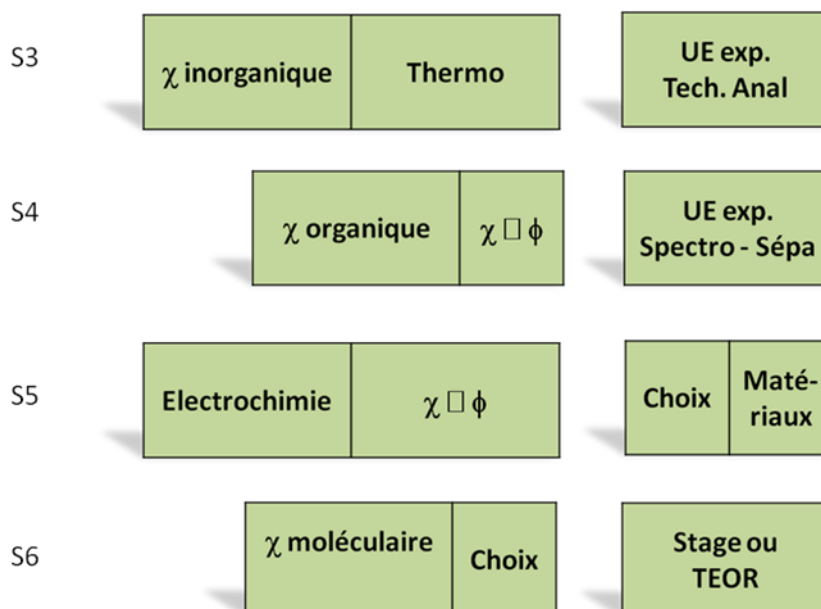 S3
χ inorganique
Thermo
UE exp.
Tech. Anal
S4
χ organique
χ □ ϕ
UE exp.
Spectro - Sépa
S5
Electrochimie
χ □ ϕ
Choix
Maté-
riaux
S6
χ moléculaire
Choix
Stage ou
TEOR